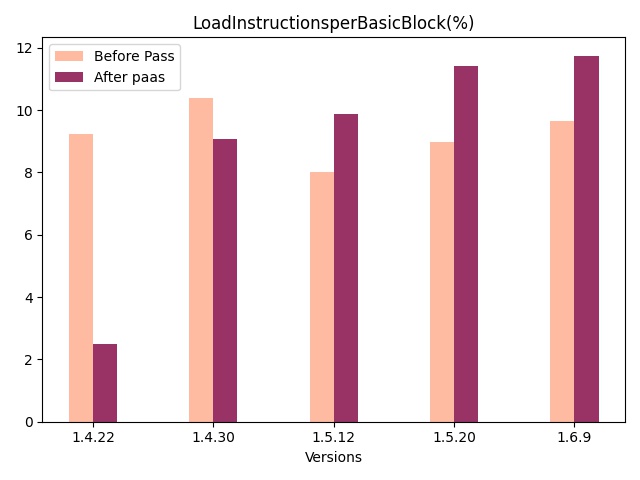 LoadInstructionsperBasicBlock(%)
Before Pass
After paas
12
10
8
6
4
2
0
1.4.22 1.4.30 1.5.12 1.5.20 1.6.9
Versions